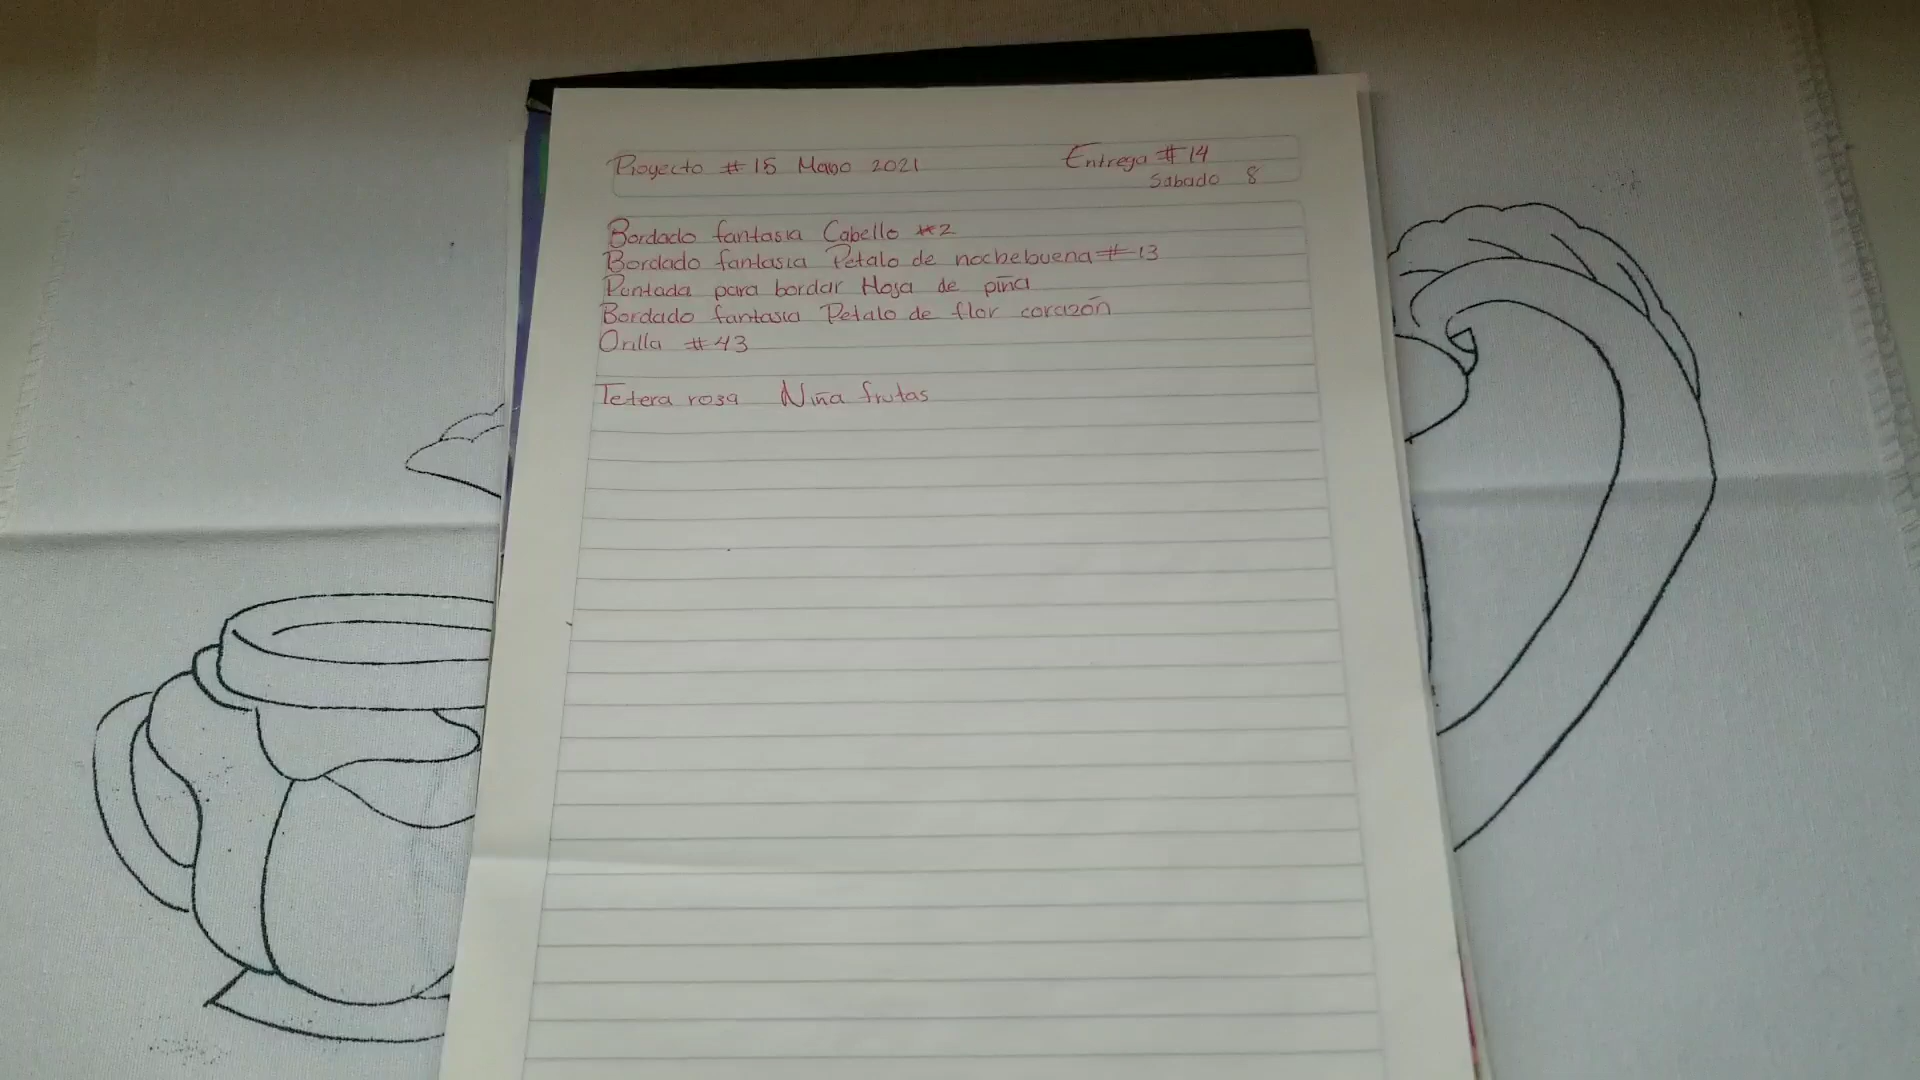 Proyecto # 15 Mayo 2021
Entrega # 14
Sabado 8
Bordado fantasia Cabello #2
Bordado fantasia Petalo de nochebuena # 13
Puntada para bordar Hoja de piña
Bordado fantasia Petalo de flor corazón
Orilla # 43
Tetera rosa Niña frutas